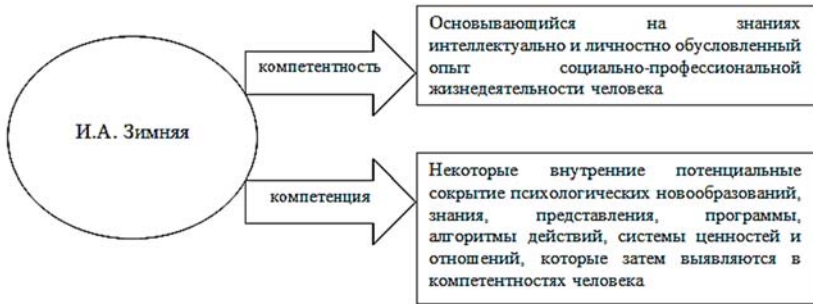 Основывающийся на знаниях
интеллектуально и личностно обусловленный
опыт социально-профессиональной
жизнедеятельности человека
компетентность
И.А. Зимняя
компетенция
Некоторые внутренние потенциальные
сокрытие психологических новообразований,
знания, представления, программы,
алгоритмы действий, системы ценностей и
отношений, которые затем выявляются в
компетентностях человека